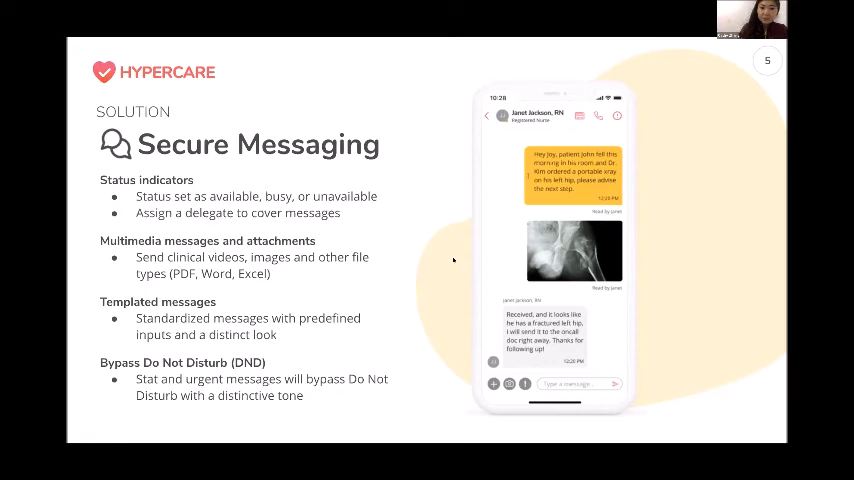 HYPERCARE
5
SOLUTION
Secure Messaging
Status indicators
● Status set as available, busy, or unavailable
● Assign a delegate to cover messages
Multimedia messages and attachments
● Send clinical videos, images and other file
types (PDF, Word, Excel)
Templated messages
● Standardized messages with predefined
inputs and a distinct look
Bypass Do Not Disturb (DND)
● Stat and urgent messages will bypass Do Not
Disturb with a distinctive tone
10:28
JJ
Janet Jackson, RN
Registered Nurse
Hey Joy, patient John fell this
morning in his room and Dr.
Kim ordered a portable xray
on his left hip, please advise
the next step.
12:20 PM
Read by Janet
Read by Janet
Janet Jackson, RN
Received, and it looks like
he has a fractured left hip,
I will send it to the oncall
doc right away. Thanks for
following up!
12:20 PM
JJ
Type a message...